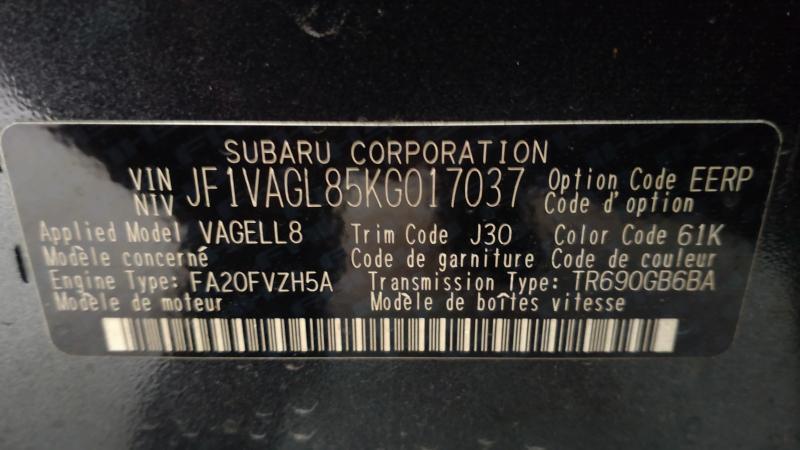 SUBARU CORPORATION
VIN NIV JF1VAGL85KG017037 Option Code EERP
Code d'option
Applied Model VAGELL8 Trim Code J30 Color Code 61K
Modèle concerné Code de garniture Code de couleur
Engine Type: FA20FVZH5A Transmission Type: TR690GB6BA
Modèle de moteur Modèle de boîtes vitesse